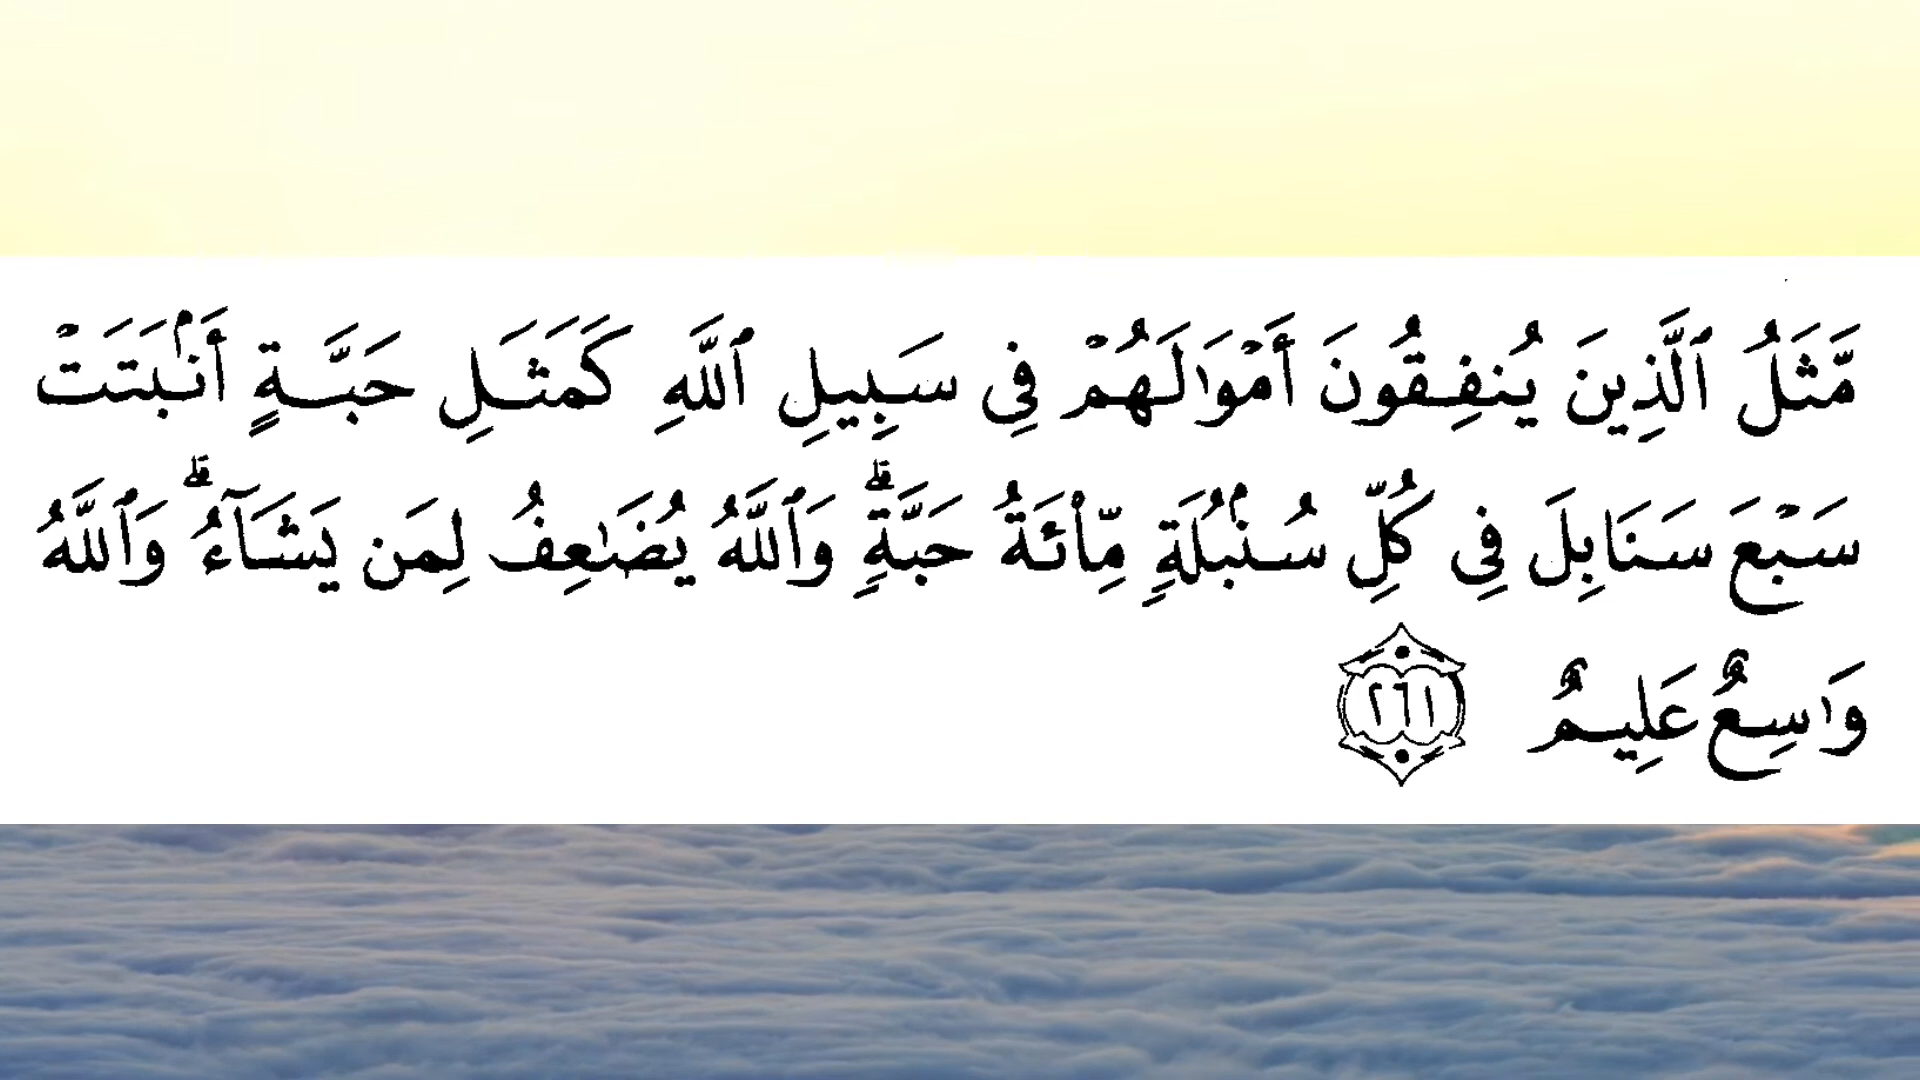 مَّثَلُ ٱلَّذِينَ يُنفِقُونَ أَمْوَٰلَهُمْ فِى سَبِيلِ ٱللَّهِ كَمَثَلِ حَبَّةٍ أَنۢبَتَتْ
سَبْعَ سَنَابِلَ فِى كُلِّ سُنۢبُلَةٍ مِّا۟ئَةُ حَبَّةٍ ۗ وَٱللَّهُ يُضَٰعِفُ لِمَن يَشَآءُ ۗ وَٱللَّهُ
وَٰسِعٌ عَلِيمٌ ٢٦١